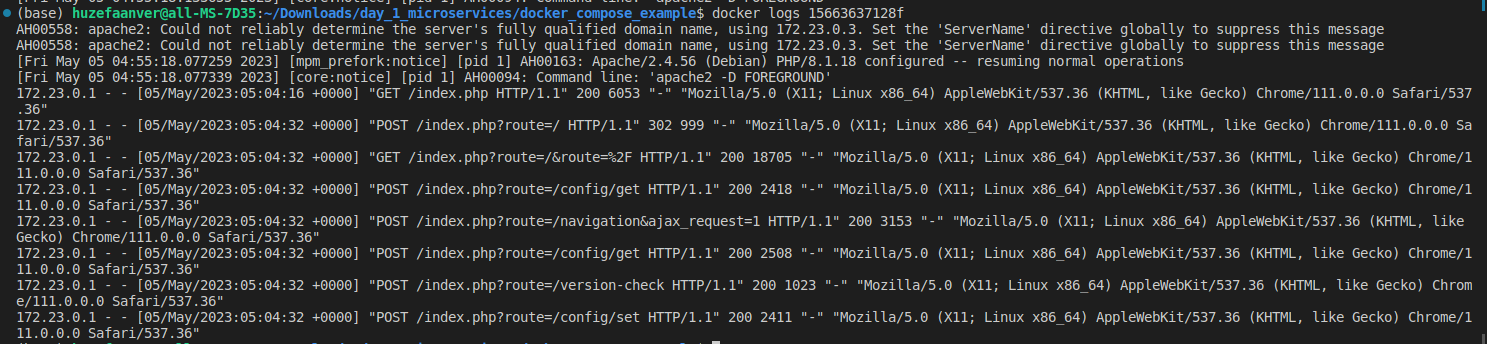 (base) huzefaanver@all-MS-7D35:~/Downloads/day_1_microservices/docker_compose_example$ docker logs 15663637128f
AH00558: apache2: Could not reliably determine the server's fully qualified domain name, using 172.23.0.3. Set the 'ServerName' directive globally to suppress this message
AH00558: apache2: Could not reliably determine the server's fully qualified domain name, using 172.23.0.3. Set the 'ServerName' directive globally to suppress this message
[Fri May 05 04:55:18.077259 2023] [mpm_prefork:notice] [pid 1] AH00163: Apache/2.4.56 (Debian) PHP/8.1.18 configured -- resuming normal operations
[Fri May 05 04:55:18.077339 2023] [core:notice] [pid 1] AH00094: Command line: 'apache2 -D FOREGROUND'
172.23.0.1 - - [05/May/2023:05:04:16 +0000] "GET /index.php HTTP/1.1" 200 6053 "-" "Mozilla/5.0 (X11; Linux x86_64) AppleWebKit/537.36 (KHTML, like Gecko) Chrome/111.0.0.0 Safari/537
.36"
172.23.0.1 - - [05/May/2023:05:04:32 +0000] "POST /index.php?route=/ HTTP/1.1" 302 999 "-" "Mozilla/5.0 (X11; Linux x86_64) AppleWebKit/537.36 (KHTML, like Gecko) Chrome/111.0.0.0 Sa
fari/537.36"
172.23.0.1 - - [05/May/2023:05:04:32 +0000] "GET /index.php?route=/&route=%2F HTTP/1.1" 200 18705 "-" "Mozilla/5.0 (X11; Linux x86_64) AppleWebKit/537.36 (KHTML, like Gecko) Chrome/1
11.0.0.0 Safari/537.36"
172.23.0.1 - - [05/May/2023:05:04:32 +0000] "POST /index.php?route=/config/get HTTP/1.1" 200 2418 "-" "Mozilla/5.0 (X11; Linux x86_64) AppleWebKit/537.36 (KHTML, like Gecko) Chrome/1
11.0.0.0 Safari/537.36"
172.23.0.1 - - [05/May/2023:05:04:32 +0000] "POST /index.php?route=/navigation&ajax_request=1 HTTP/1.1" 200 3153 "-" "Mozilla/5.0 (X11; Linux x86_64) AppleWebKit/537.36 (KHTML, like
Gecko) Chrome/111.0.0.0 Safari/537.36"
172.23.0.1 - - [05/May/2023:05:04:32 +0000] "POST /index.php?route=/config/get HTTP/1.1" 200 2508 "-" "Mozilla/5.0 (X11; Linux x86_64) AppleWebKit/537.36 (KHTML, like Gecko) Chrome/1
11.0.0.0 Safari/537.36"
172.23.0.1 - - [05/May/2023:05:04:32 +0000] "POST /index.php?route=/version-check HTTP/1.1" 200 1023 "-" "Mozilla/5.0 (X11; Linux x86_64) AppleWebKit/537.36 (KHTML, like Gecko) Chrom
e/111.0.0.0 Safari/537.36"
172.23.0.1 - - [05/May/2023:05:04:32 +0000] "POST /index.php?route=/config/set HTTP/1.1" 200 2411 "-" "Mozilla/5.0 (X11; Linux x86_64) AppleWebKit/537.36 (KHTML, like Gecko) Chrome/1
11.0.0.0 Safari/537.36"